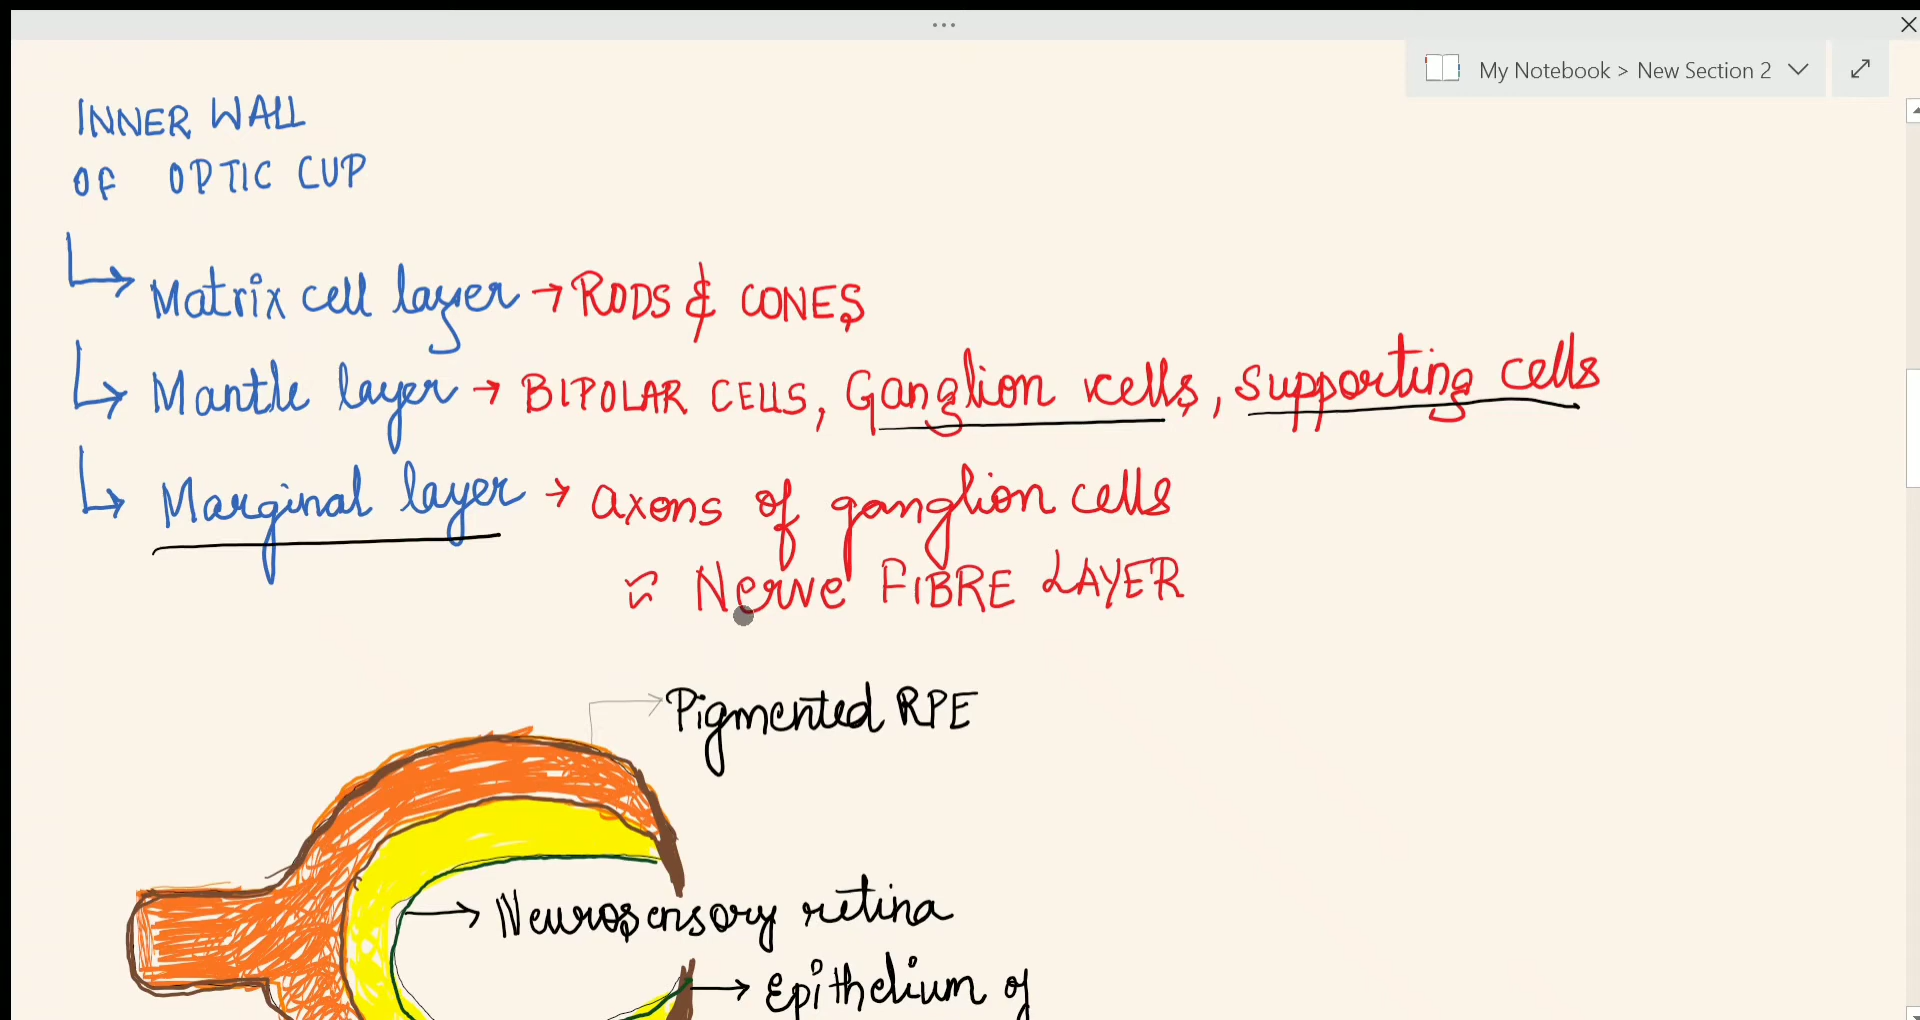 My Notebook > New Section 2
INNER WALL
OF OPTIC CUP
Matrix cell layer → RODS & CONES
Mantle layer → BIPOLAR CELLS, Ganglion cells, supporting cells
Marginal layer → axons of ganglion cells
Nerve FIBRE LAYER
Pigmented RPE
Neurosensory retina
Epithelium of